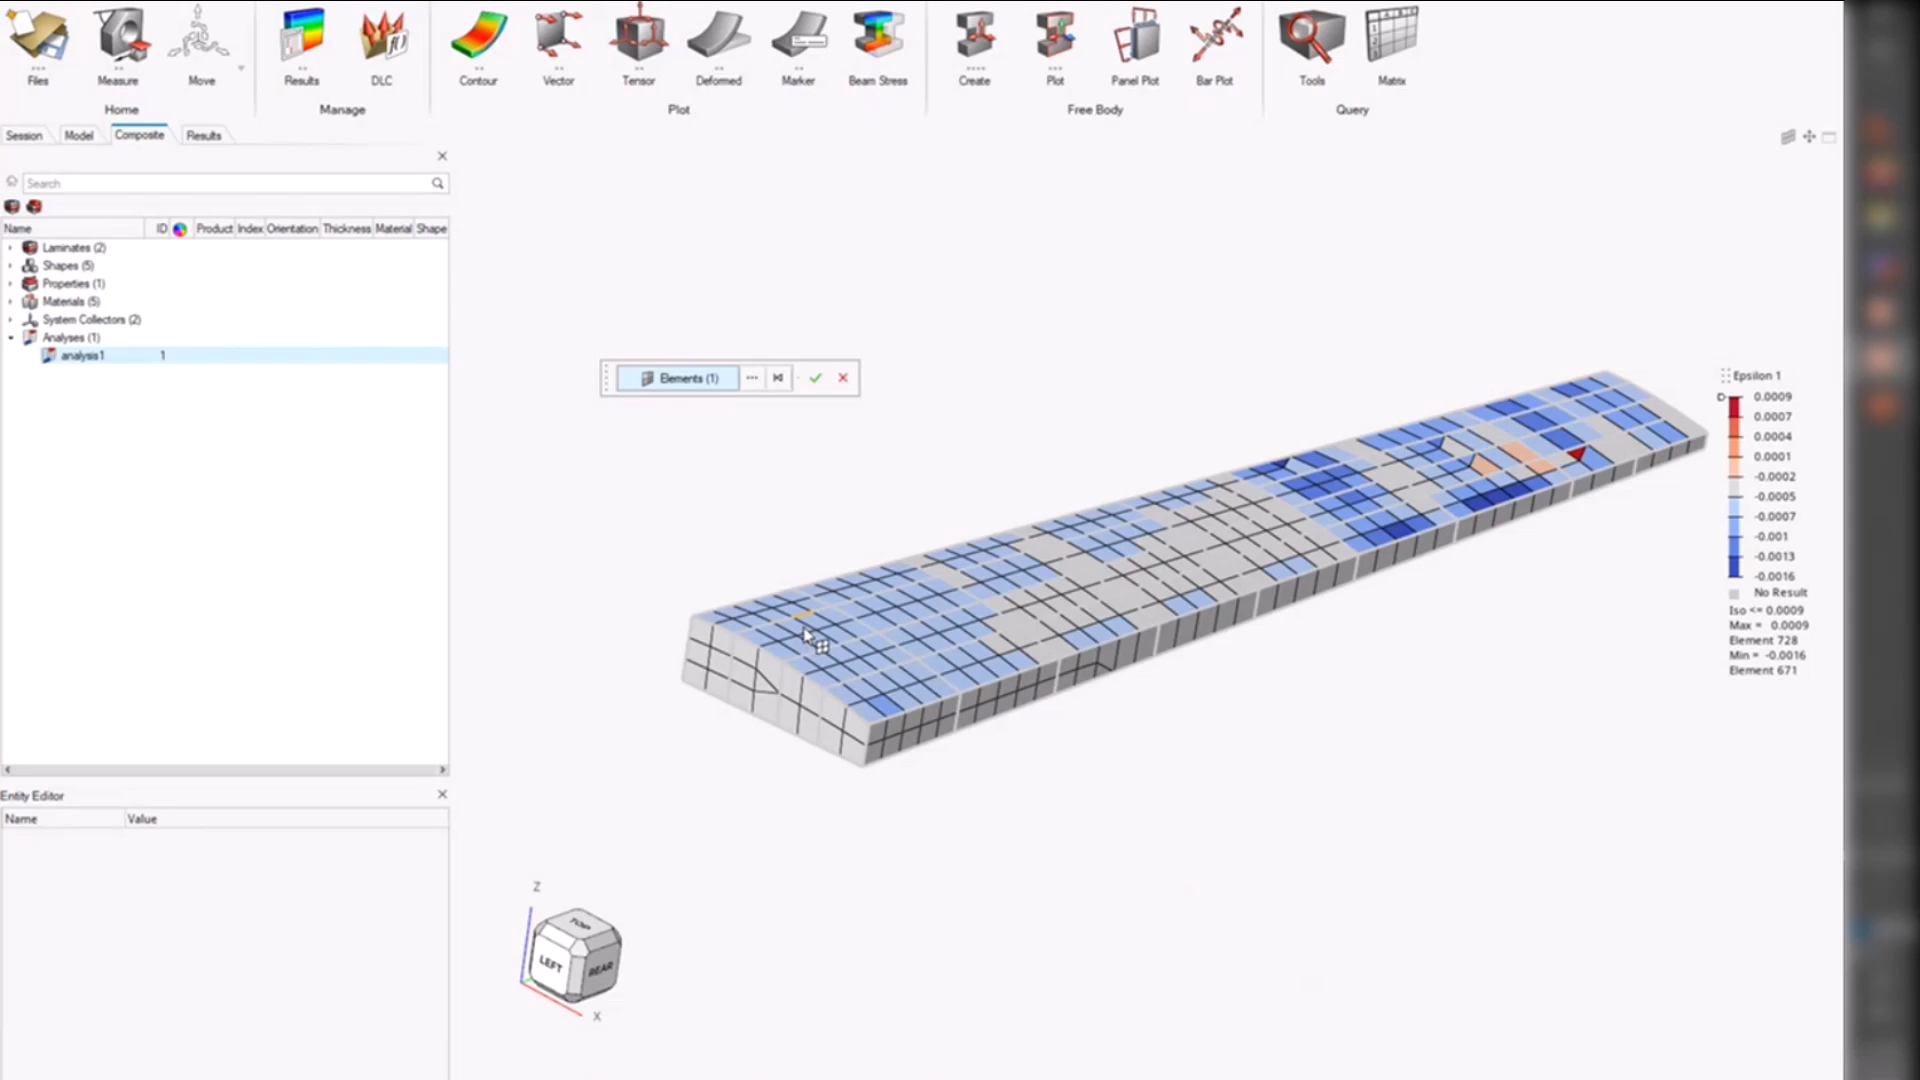 Files
Measure
Move
Results
DLC
Contour
Vector
Tensor
Deformed
Marker
Beam Stress
Create
Plot
Panel Plot
Bar Plot
Tools
Matrix
Home
Manage
Plot
Free Body
Query
Session
Model
Composite
Results
Search
Name ID Product Index Orientation Thickness Material Shape
Laminates (2)
Shapes (5)
Properties (1)
Materials (5)
System Collectors (2)
Analyses (1)
analysis1 1
Entity Editor
Name Value
Elements (1)
Epsilon 1
0.0009
0.0007
0.0004
0.0001
-0.0002
-0.0005
-0.0007
-0.001
-0.0013
-0.0016
No Result
Iso <= 0.0009
Max = 0.0009
Element 728
Min = -0.0016
Element 671
Z
TOP
LEFT
REAR
X